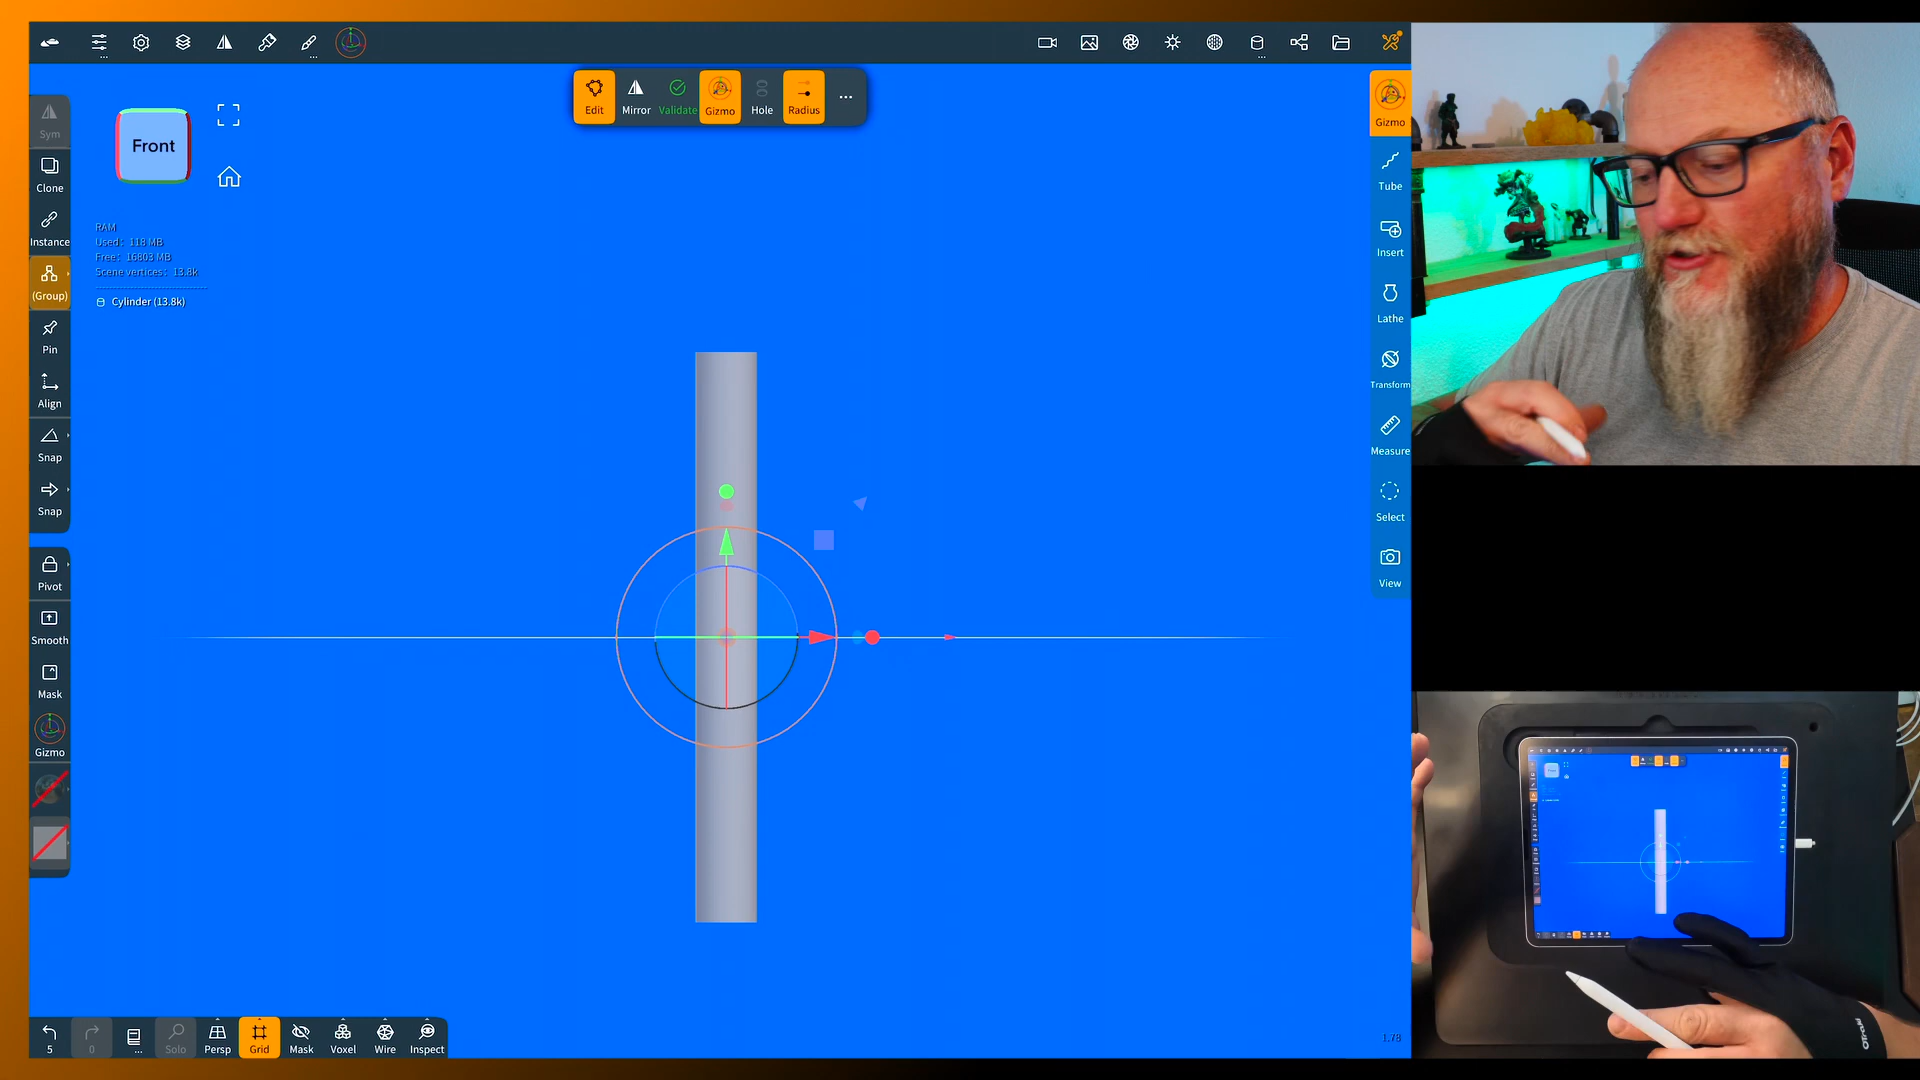 Edit
Mirror
Validate
Gizmo
Hole
Radius
...
Front
RAM
Used: 118 MB
Free: 16803 MB
Scene vertices: 13.8k
Cylinder (13.8k)
Sym
Clone
Instance
(Group)
Pin
Align
Snap
Snap
Pivot
Smooth
Mask
Gizmo
Gizmo
Tube
Insert
Lathe
Transform
Measure
Select
View
5
0
...
Solo
Persp
Grid
Mask
Voxel
Wire
Inspect
1.78